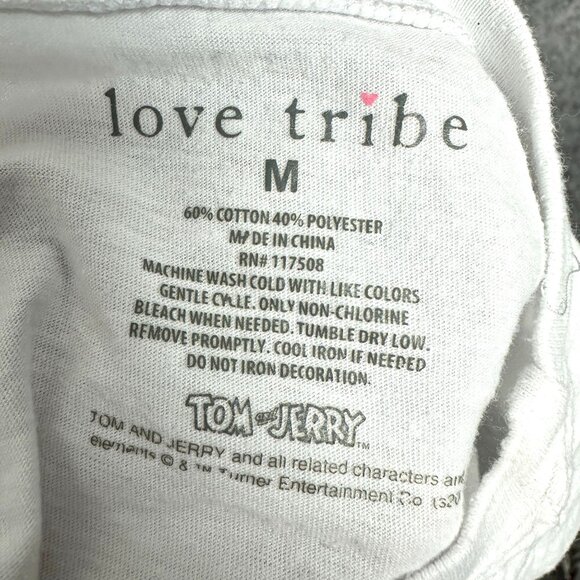 love tribe
M
60% COTTON 40% POLYESTER
MADE IN CHINA
RN# 117508
MACHINE WASH COLD WITH LIKE COLORS
GENTLE CYCLE. ONLY NON-CHLORINE
BLEACH WHEN NEEDED. TUMBLE DRY LOW.
REMOVE PROMPTLY. COOL IRON IF NEEDED
DO NOT IRON DECORATION.
TOM and JERRY™
TOM AND JERRY and all related characters and
elements © & ™ Turner Entertainment Co